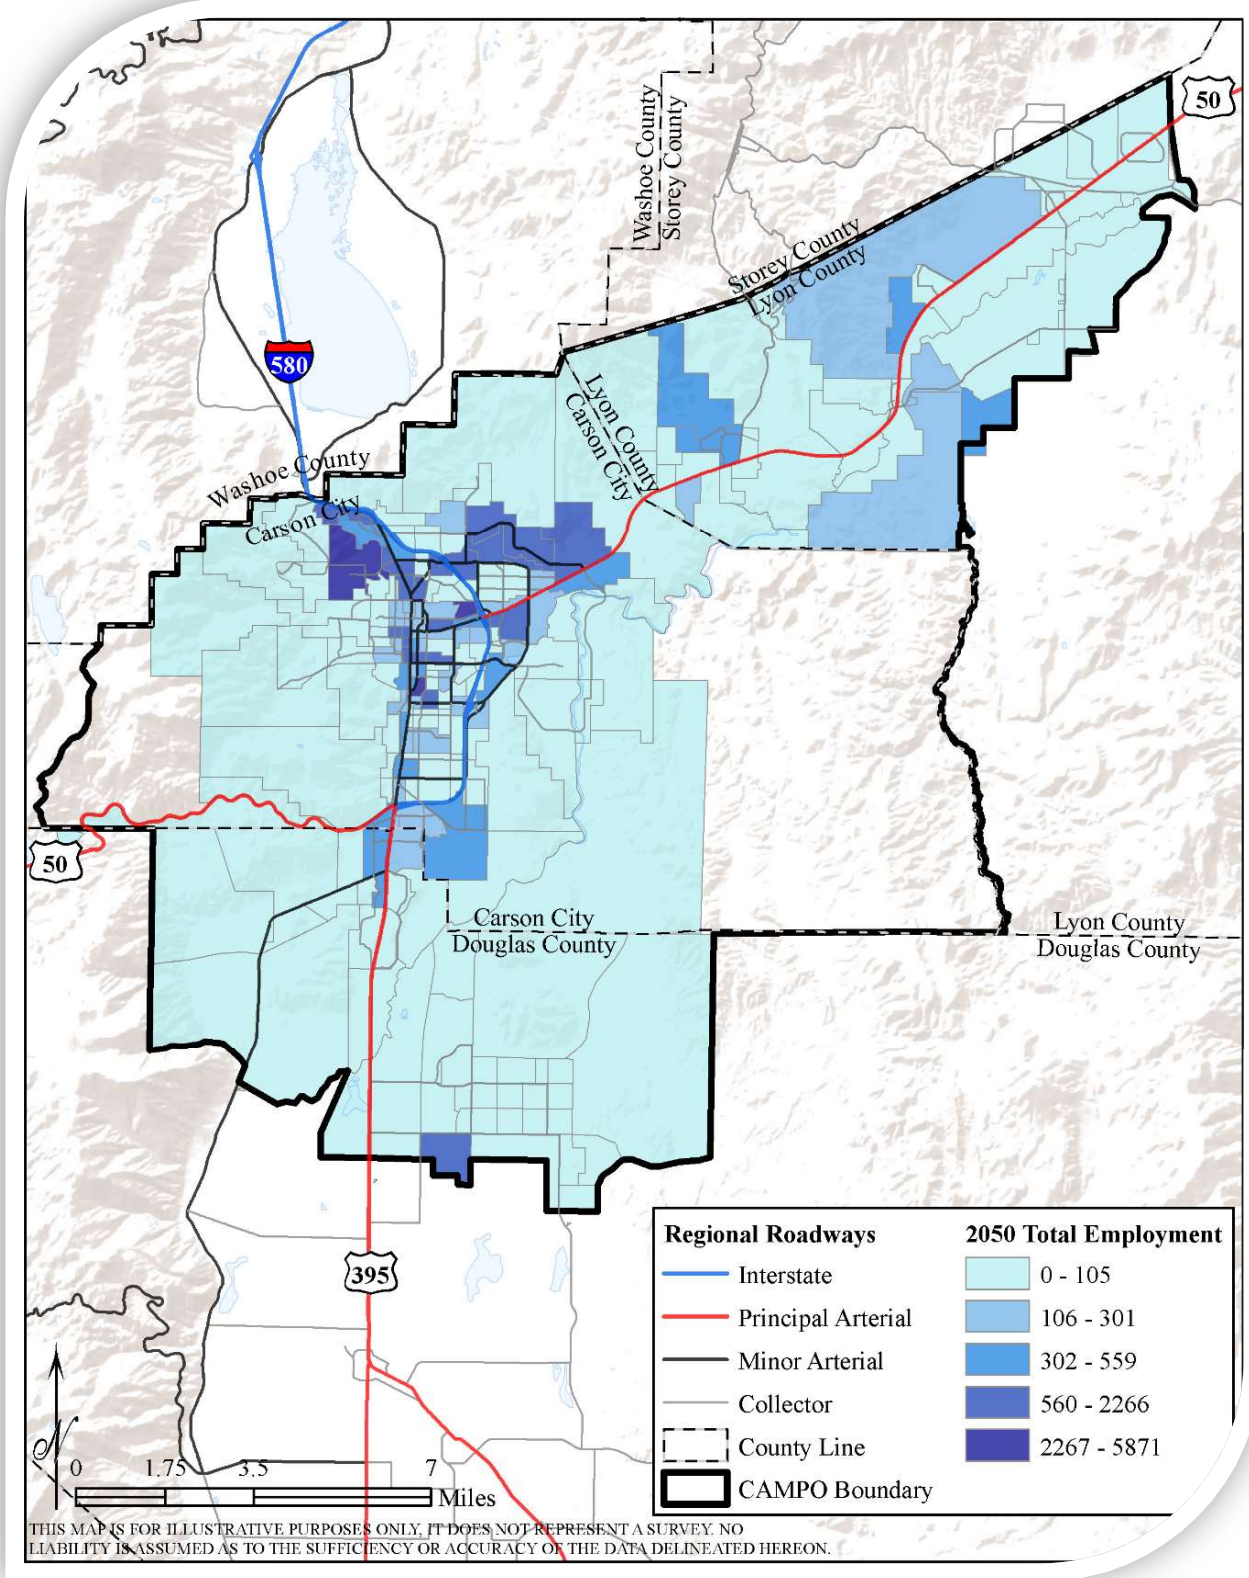 50
Washoe County
Storey County
Storey County
Lyon County
580
Lyon County
Carson City
Washoe County
Carson City
50
Carson City
Douglas County
Lyon County
Douglas County
395
Regional Roadways
Interstate
Principal Arterial
Minor Arterial
Collector
County Line
CAMPO Boundary
2050 Total Employment
0 - 105
106 - 301
302 - 559
560 - 2266
2267 - 5871
N
0 1.75 3.5 7
Miles
THIS MAP IS FOR ILLUSTRATIVE PURPOSES ONLY, IT DOES NOT REPRESENT A SURVEY. NO
LIABILITY IS ASSUMED AS TO THE SUFFICIENCY OR ACCURACY OF THE DATA DELINEATED HEREON.